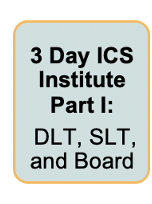 3 Day ICS
Institute
Part I:
DLT, SLT,
and Board